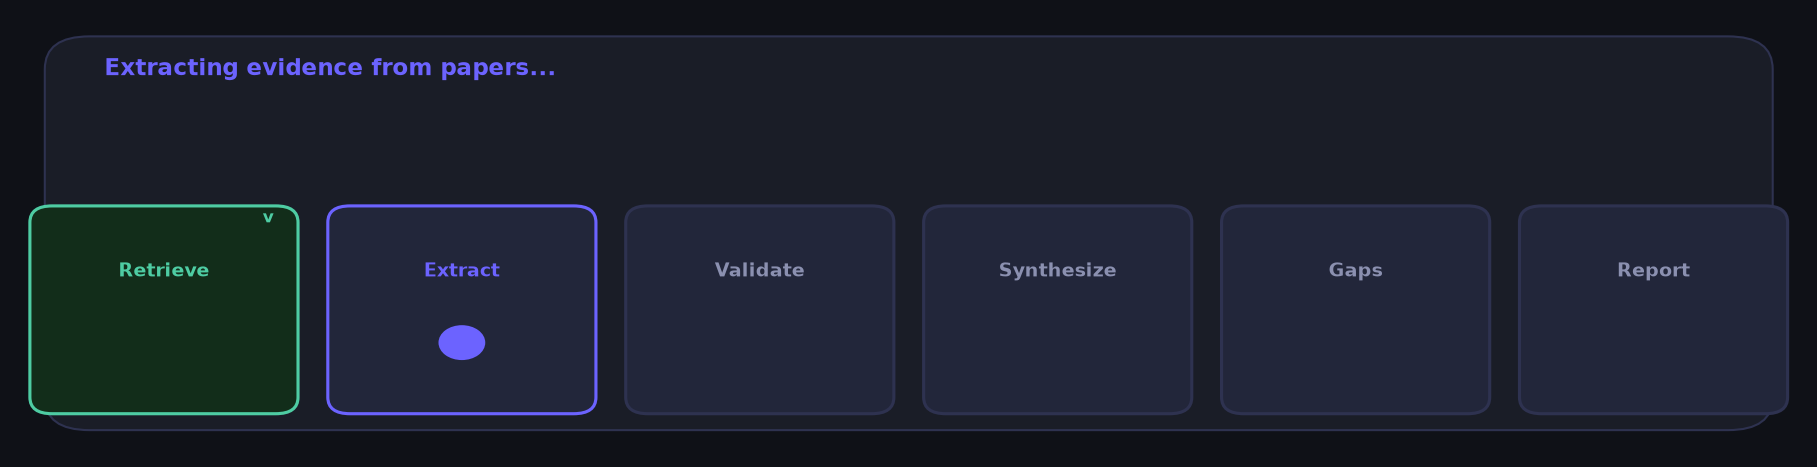 Extracting evidence from papers...
v
Retrieve
Extract
Validate
Synthesize
Gaps
Report